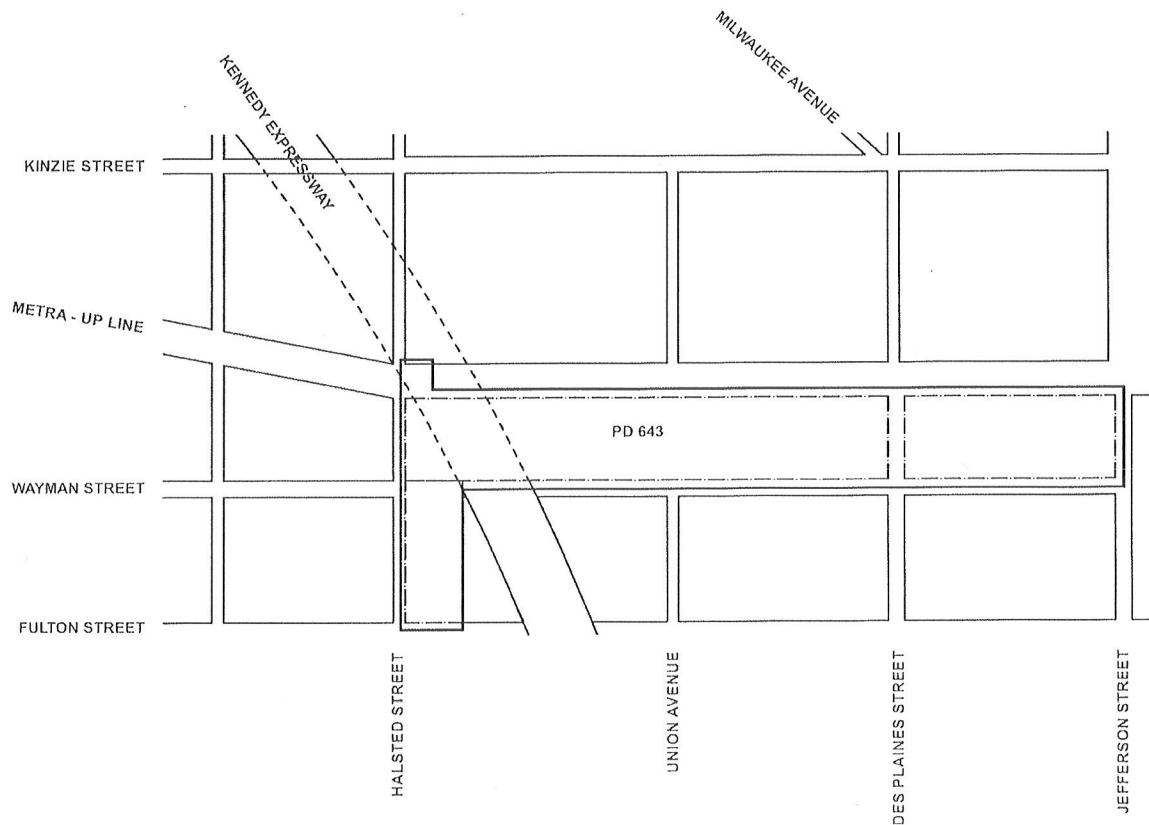 MILWAUKEE AVENUE
KENNEDY EXPRESSWAY
KINZIE STREET
METRA - UP LINE
PD 643
WAYMAN STREET
FULTON STREET
HALSTED STREET
UNION AVENUE
DES PLAINES STREET
JEFFERSON STREET